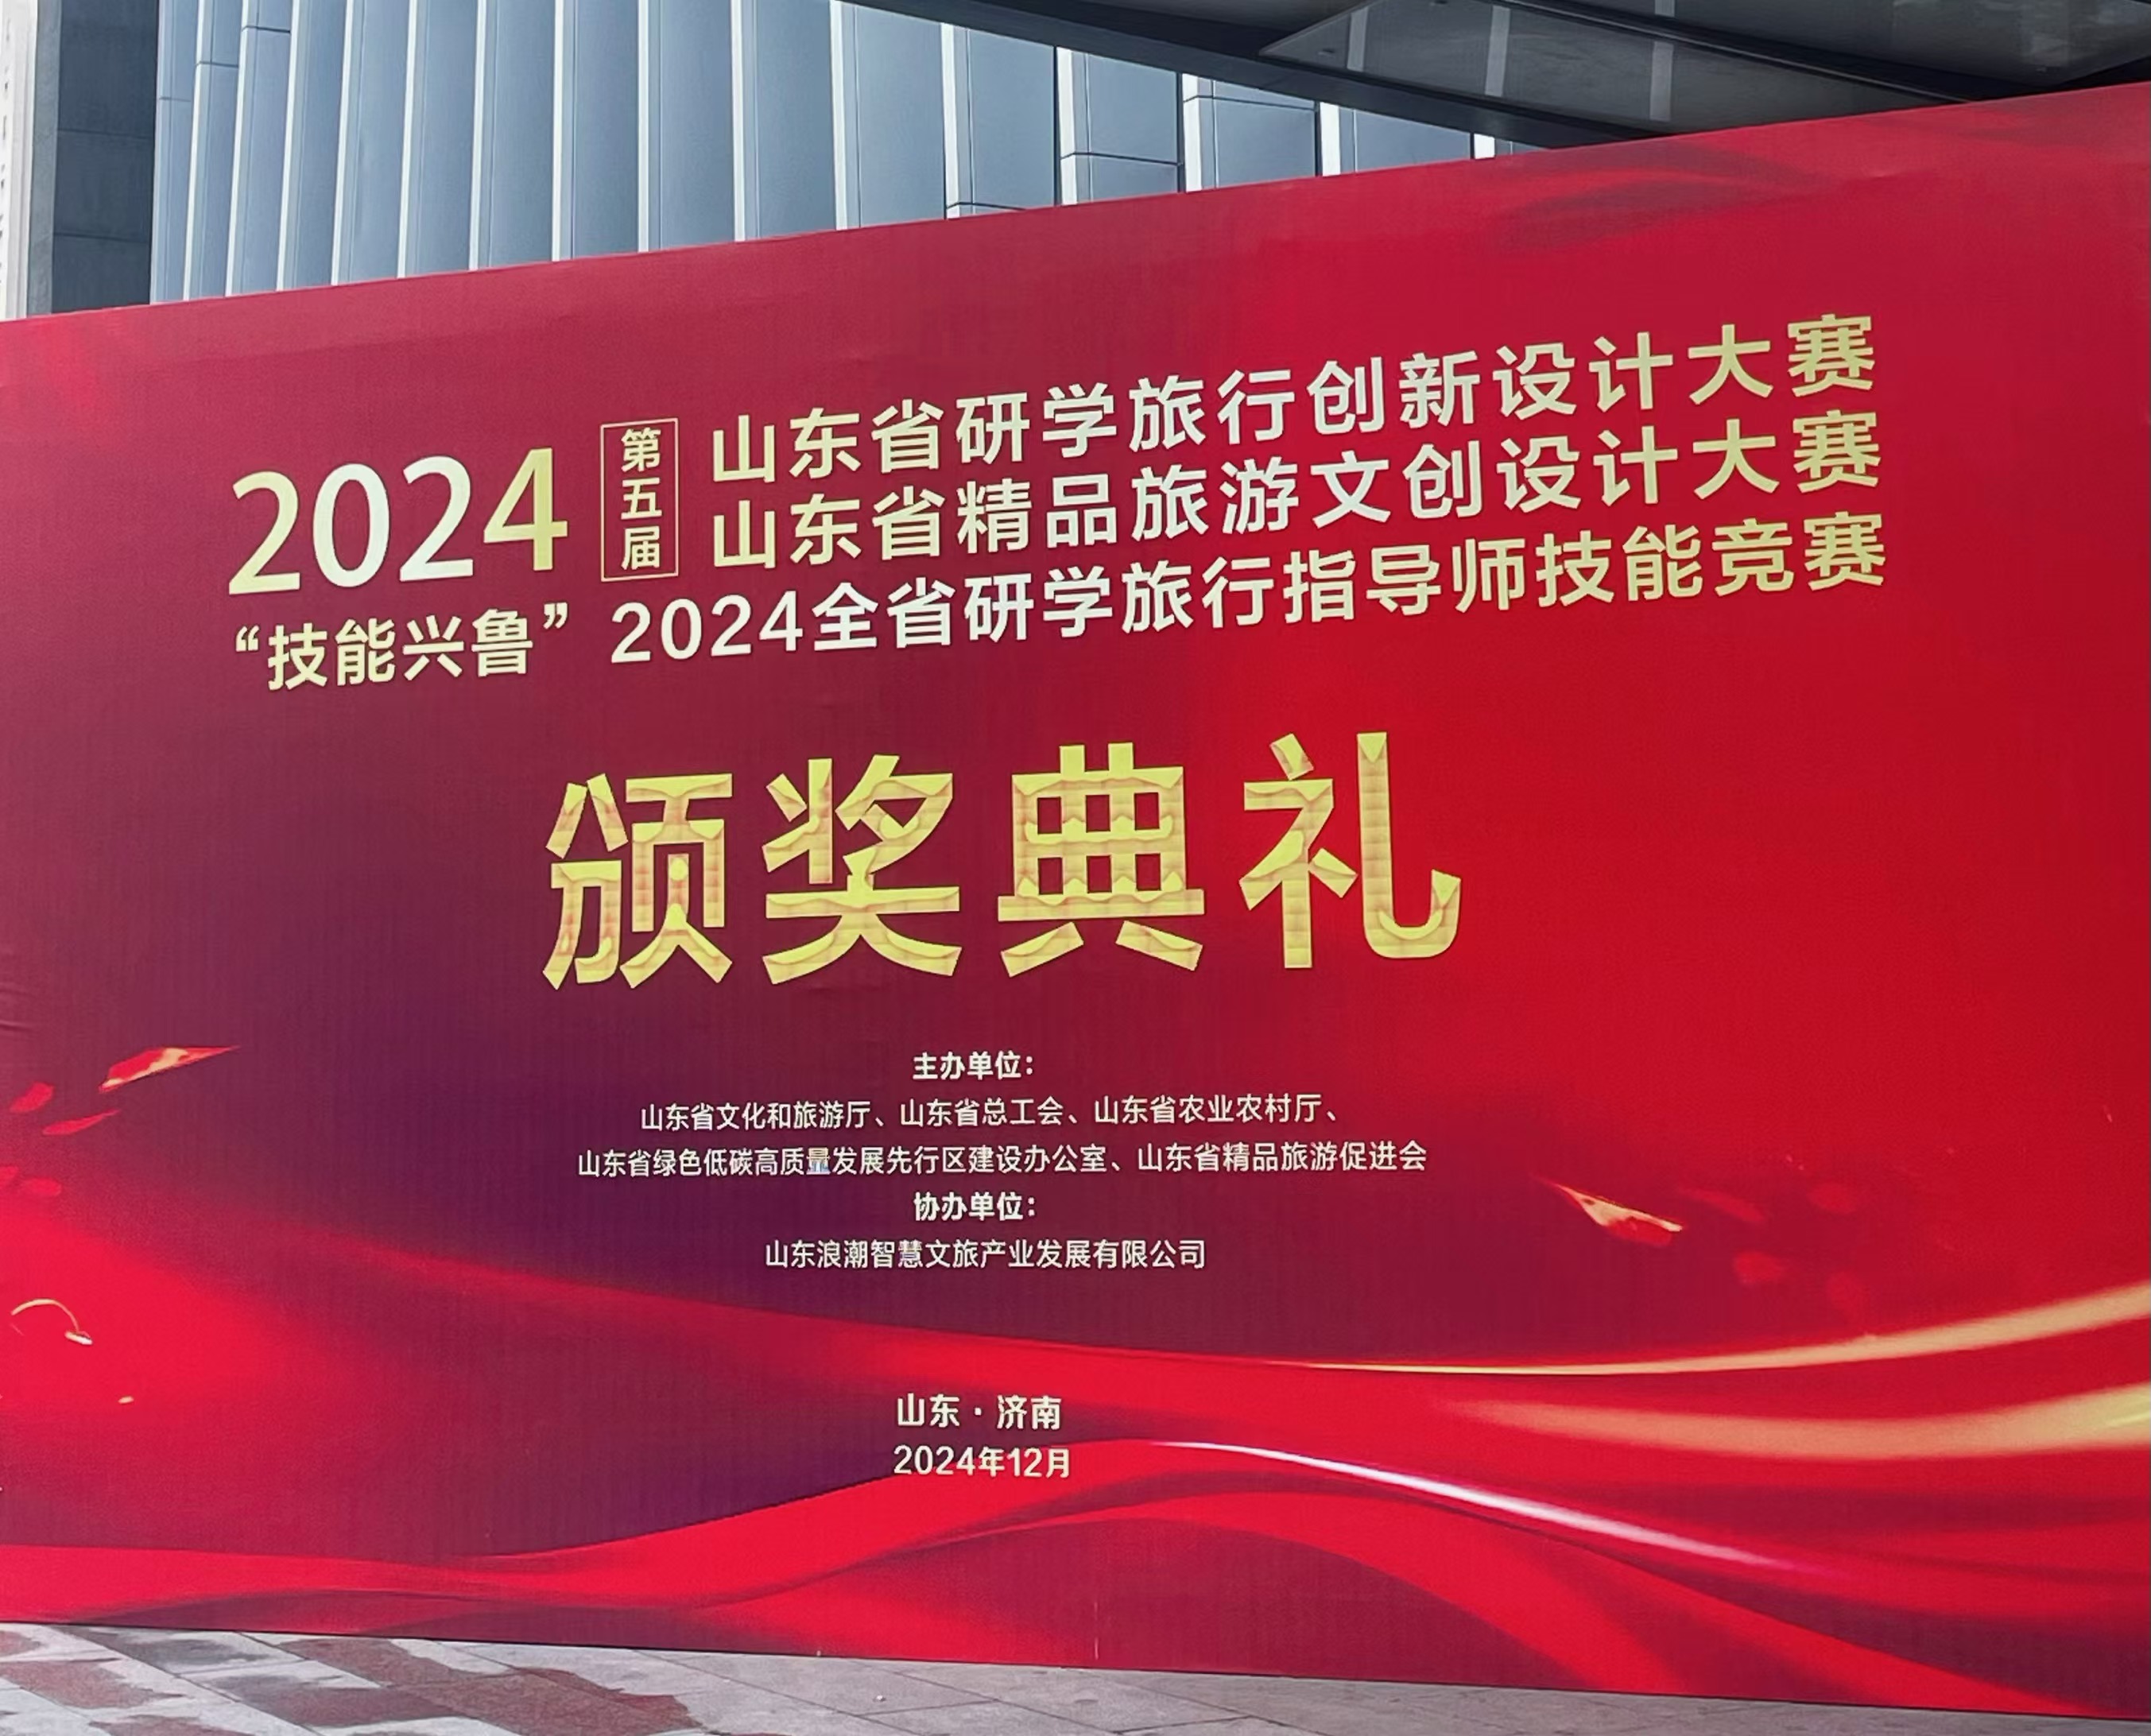 2024 第五届 山东省研学旅行创新设计大赛
山东省精品旅游文创设计大赛
“技能兴鲁”2024全省研学旅行指导师技能竞赛
颁奖典礼
主办单位：
山东省文化和旅游厅、山东省总工会、山东省农业农村厅、
山东省绿色低碳高质量发展先行区建设办公室、山东省精品旅游促进会
协办单位：
山东浪潮智慧文旅产业发展有限公司
山东·济南
2024年12月